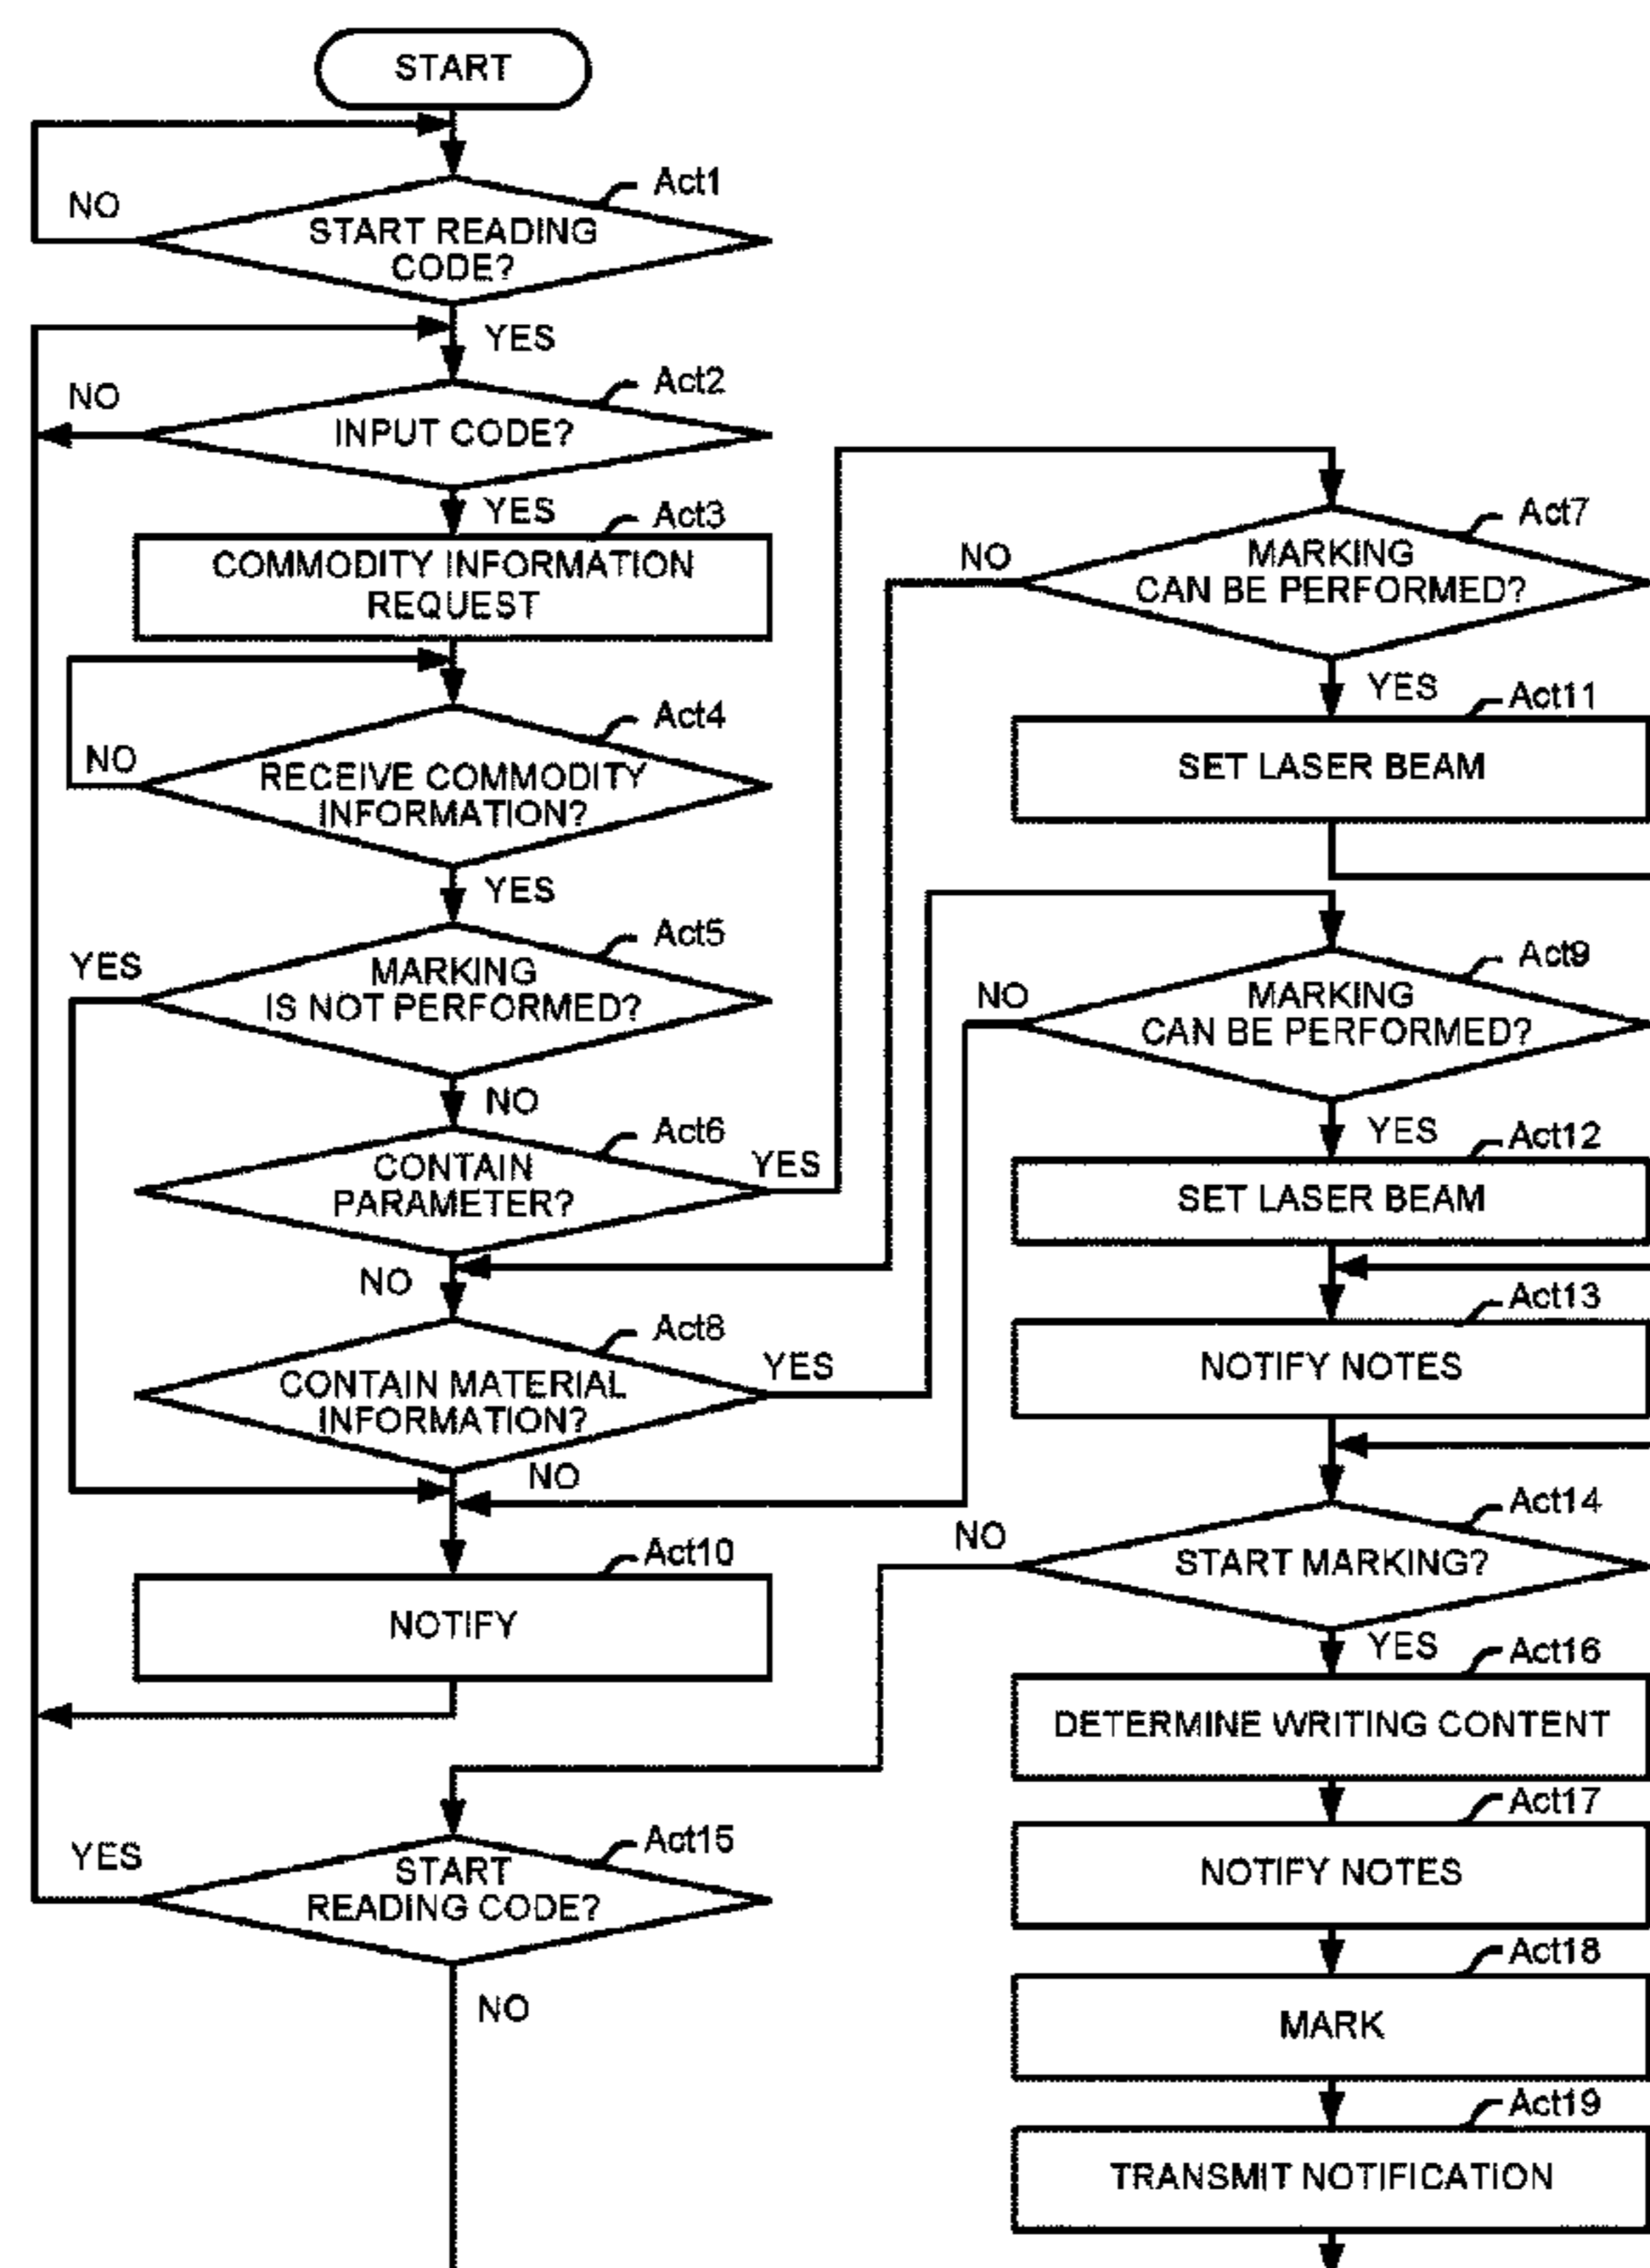 START
Act1
NO
START READING
CODE?
YES
Act2
NO
INPUT CODE?
YES
Act3
COMMODITY INFORMATION
REQUEST
Act4
NO
RECEIVE COMMODITY
INFORMATION?
YES
Act5
YES
MARKING
IS NOT PERFORMED?
NO
Act6
CONTAIN
PARAMETER?
YES
NO
Act8
CONTAIN MATERIAL
INFORMATION?
YES
NO
Act10
NOTIFY
Act15
YES
START
READING CODE?
NO
Act7
NO
MARKING
CAN BE PERFORMED?
YES
Act11
SET LASER BEAM
Act9
NO
MARKING
CAN BE PERFORMED?
YES
Act12
SET LASER BEAM
Act13
NOTIFY NOTES
Act14
NO
START MARKING?
YES
Act16
DETERMINE WRITING CONTENT
Act17
NOTIFY NOTES
Act18
MARK
Act19
TRANSMIT NOTIFICATION